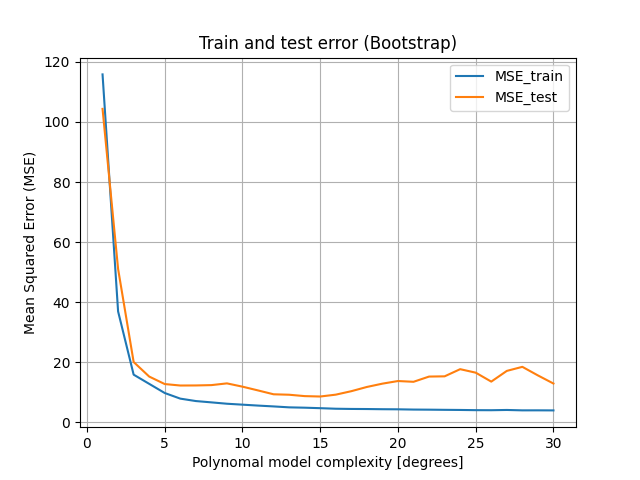 Train and test error (Bootstrap)
MSE_train
MSE_test
Mean Squared Error (MSE)
120
100
80
60
40
20
0
0 5 10 15 20 25 30
Polynomal model complexity [degrees]